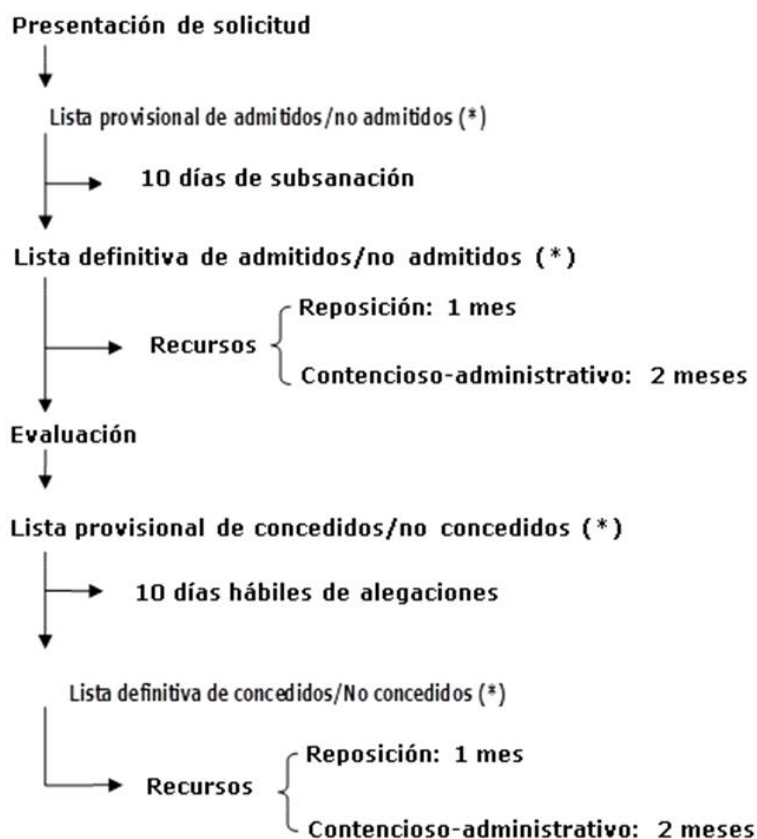 Presentación de solicitud
Lista provisional de admitidos/no admitidos (*)
10 días de subsanación
Lista definitiva de admitidos/no admitidos (*)
Reposición: 1 mes
Recursos
Contencioso-administrativo: 2 meses
Evaluación
Lista provisional de concedidos/no concedidos (*)
10 días hábiles de alegaciones
Lista definitiva de concedidos/No concedidos (*)
Reposición: 1 mes
Recursos
Contencioso-administrativo: 2 meses